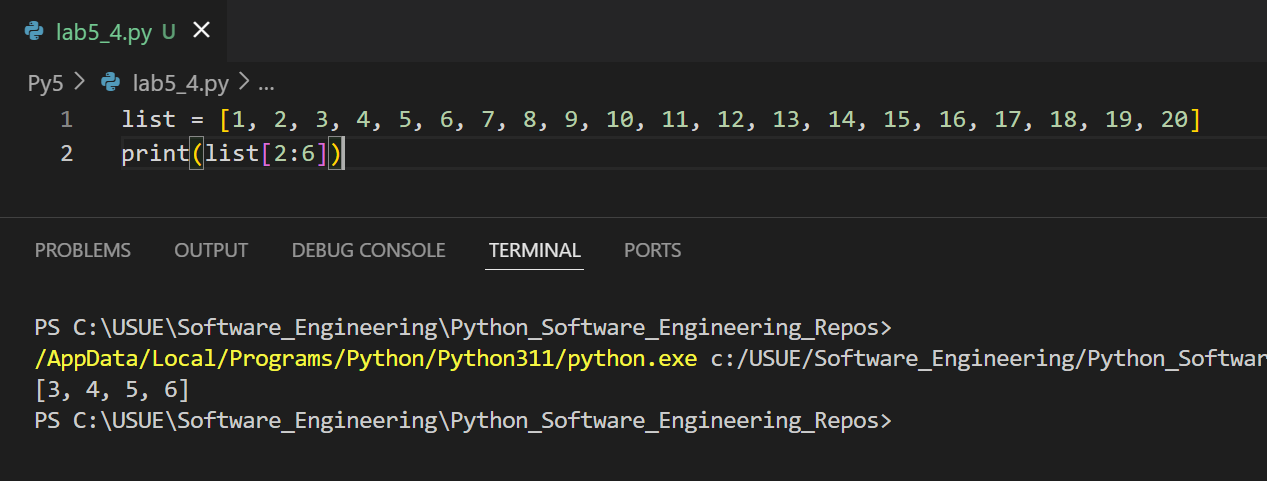 lab5_4.py U
Py5 > lab5_4.py > ...
1 list = [1, 2, 3, 4, 5, 6, 7, 8, 9, 10, 11, 12, 13, 14, 15, 16, 17, 18, 19, 20]
2 print(list[2:6])
PROBLEMS OUTPUT DEBUG CONSOLE TERMINAL PORTS
PS C:\USUE\Software_Engineering\Python_Software_Engineering_Repos>
/AppData/Local/Programs/Python/Python311/python.exe c:/USUE/Software_Engineering/Python_Softwar
[3, 4, 5, 6]
PS C:\USUE\Software_Engineering\Python_Software_Engineering_Repos>